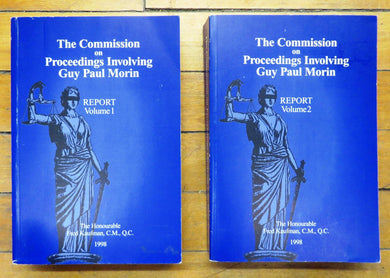 The Commission
on
Proceedings Involving
Guy Paul Morin
REPORT
Volume 1
The Honourable
Fred Kaufman, C.M., Q.C.
1998
The Commission
on
Proceedings Involving
Guy Paul Morin
REPORT
Volume 2
The Honourable
Fred Kaufman, C.M., Q.C.
1998